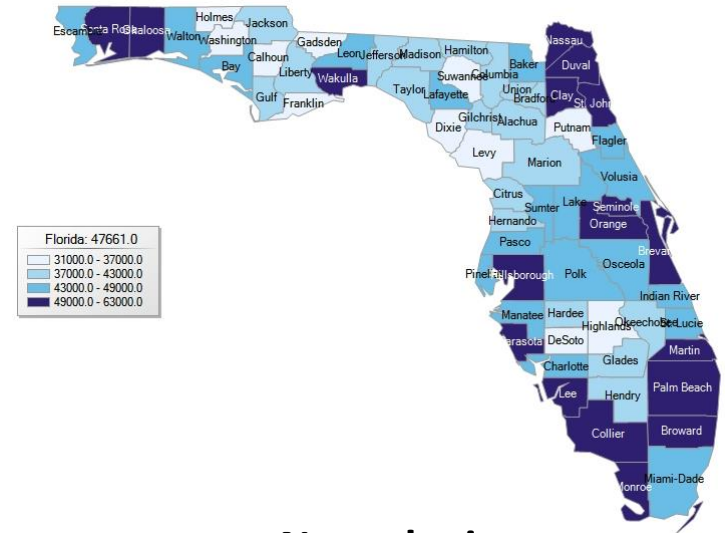 Holmes
Jackson
Santa Rosa
Okaloosa
Escambia
Walton
Washington
Gadsden
Calhoun
Leon
Jefferson
Madison
Hamilton
Nassau
Bay
Liberty
Wakulla
Suwannee
Columbia
Baker
Duval
Gulf
Franklin
Taylor
Lafayette
Union
Bradford
Clay
St. Johns
Gilchrist
Alachua
Dixie
Putnam
Flagler
Levy
Marion
Volusia
Citrus
Sumter
Lake
Seminole
Hernando
Orange
Pasco
Brevard
Florida: 47661.0
31000.0 - 37000.0
37000.0 - 43000.0
43000.0 - 49000.0
49000.0 - 63000.0
Pinellas
Hillsborough
Polk
Osceola
Indian River
Manatee
Hardee
Highlands
Okeechobee
St. Lucie
Sarasota
DeSoto
Martin
Charlotte
Glades
Lee
Hendry
Palm Beach
Collier
Broward
Monroe
Miami-Dade